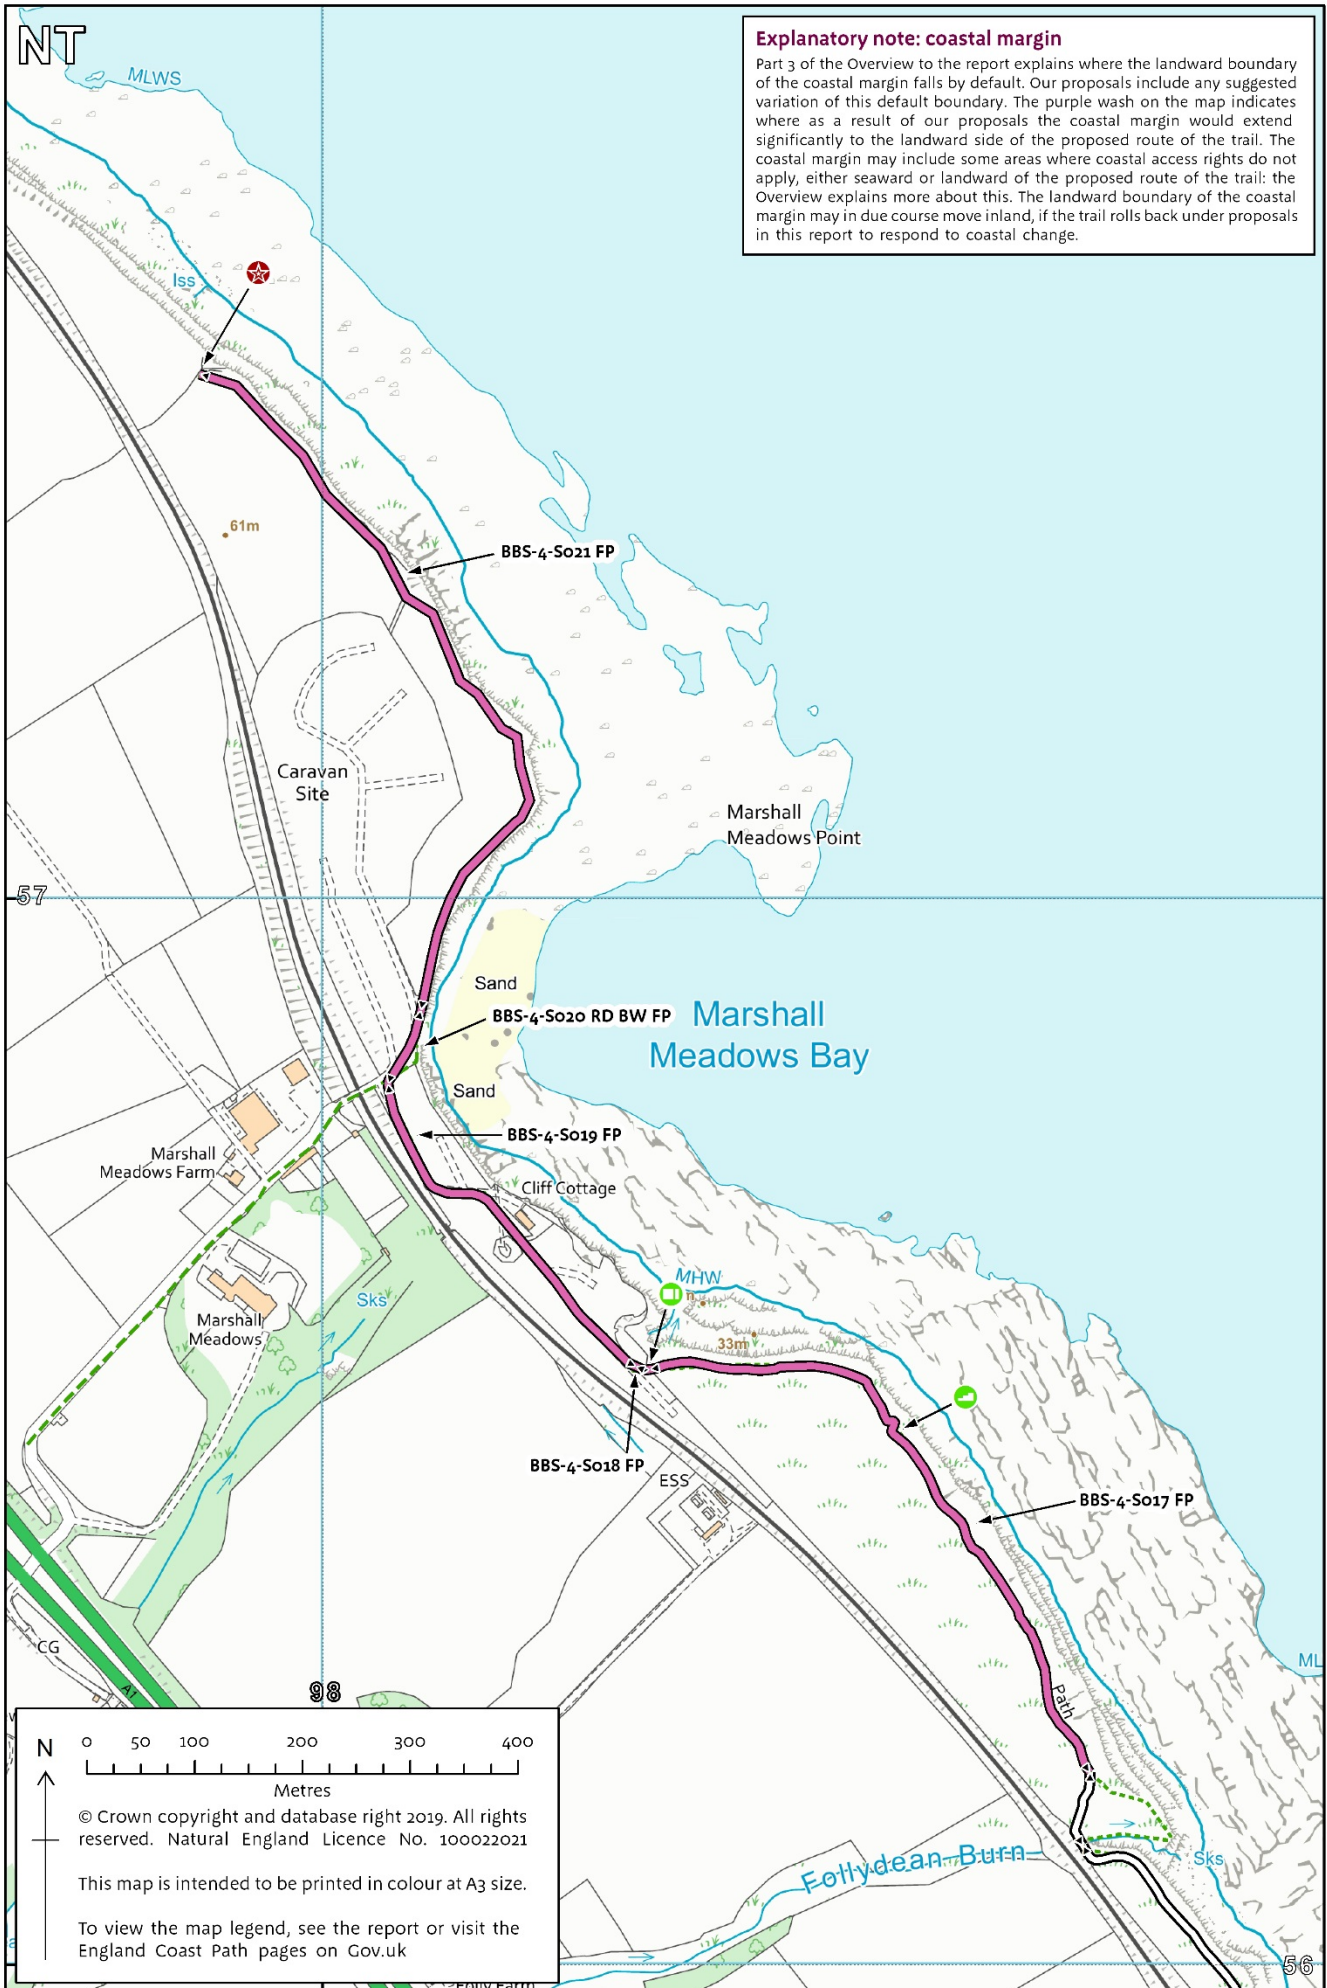 NT
MLWS
Explanatory note: coastal margin
Part 3 of the Overview to the report explains where the landward boundary
of the coastal margin falls by default. Our proposals include any suggested
variation of this default boundary. The purple wash on the map indicates
where as a result of our proposals the coastal margin would extend
significantly to the landward side of the proposed route of the trail. The
coastal margin may include some areas where coastal access rights do not
apply, either seaward or landward of the proposed route of the trail: the
Overview explains more about this. The landward boundary of the coastal
margin may in due course move inland, if the trail rolls back under proposals
in this report to respond to coastal change.
Iss
61m
BBS-4-S021 FP
Caravan
Site
Marshall
Meadows Point
57
Sand
BBS-4-S020 RD BW FP
Marshall
Meadows Bay
Sand
BBS-4-S019 FP
Marshall
Meadows Farm
Cliff Cottage
MHW
Sks
Marshall
Meadows
33m
BBS-4-S018 FP
ESS
BBS-4-S017 FP
CG
A1
ML
98
Path
N
0 50 100 200 300 400
Metres
© Crown copyright and database right 2019. All rights
reserved. Natural England Licence No. 100022021
This map is intended to be printed in colour at A3 size.
To view the map legend, see the report or visit the
England Coast Path pages on Gov.uk
Follydean Burn
Sks
56